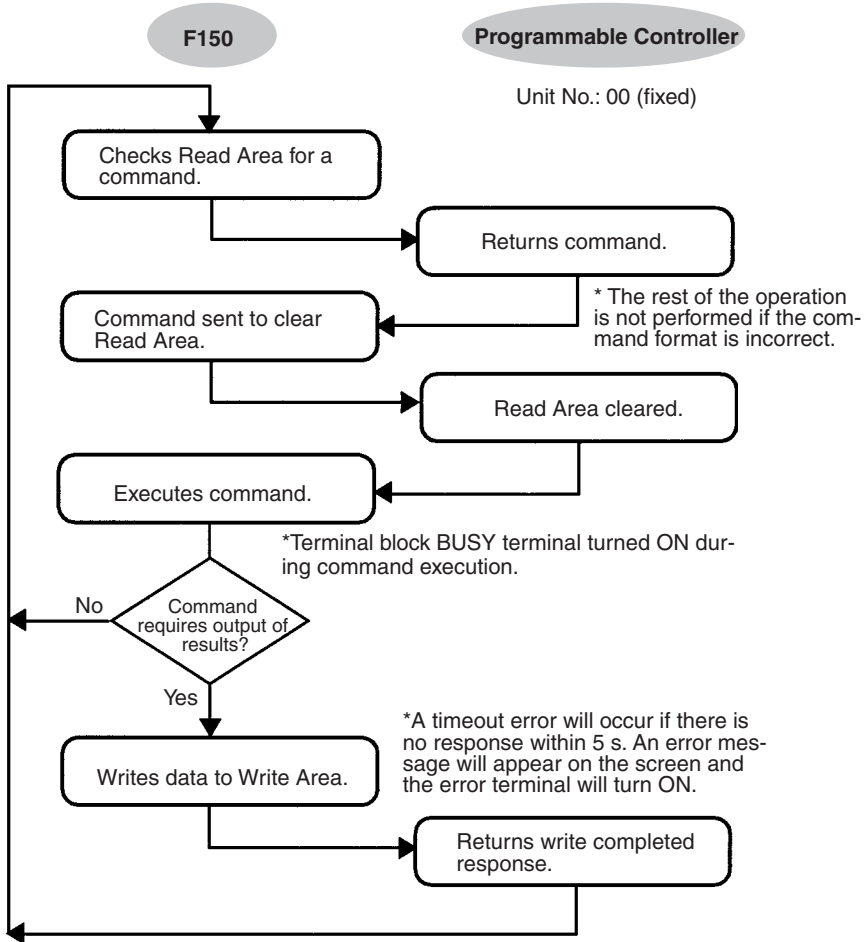 F150
Programmable Controller
Unit No.: 00 (fixed)
Checks Read Area for a
command.
Returns command.
* The rest of the operation
is not performed if the com-
mand format is incorrect.
Command sent to clear
Read Area.
Read Area cleared.
Executes command.
*Terminal block BUSY terminal turned ON dur-
ing command execution.
No
Command
requires output of
results?
Yes
*A timeout error will occur if there is
no response within 5 s. An error mes-
sage will appear on the screen and
the error terminal will turn ON.
Writes data to Write Area.
Returns write completed
response.